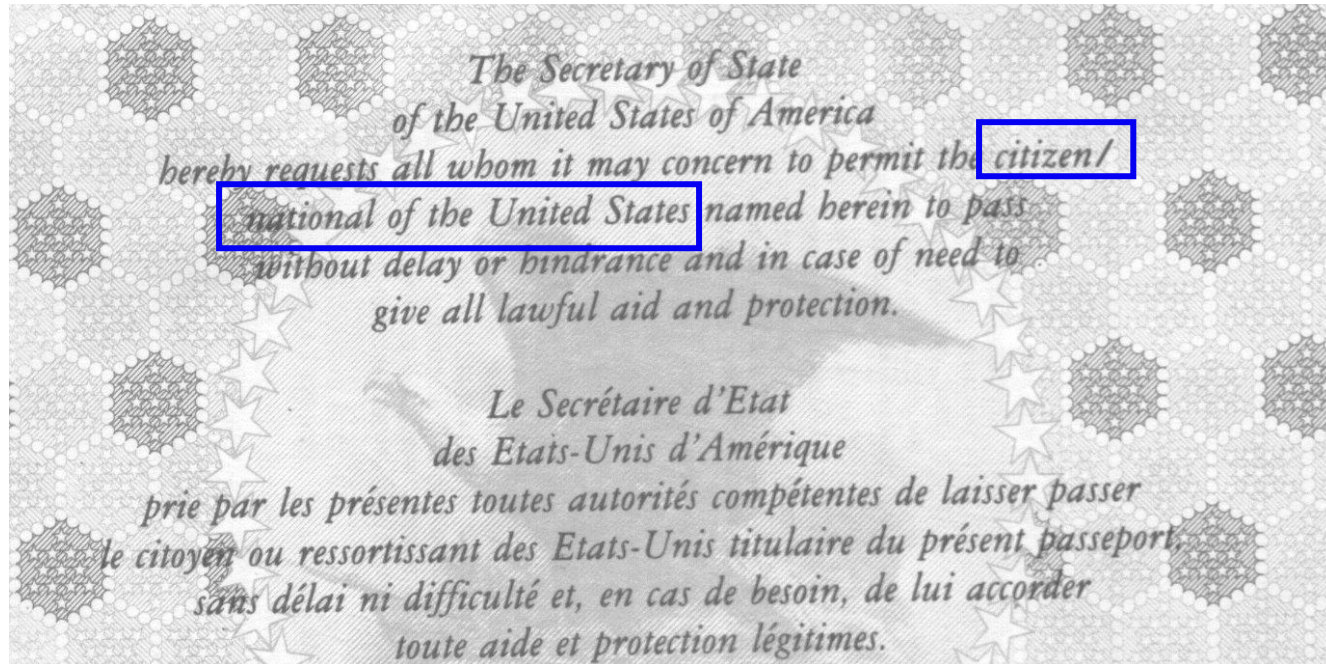 The Secretary of State
of the United States of America
hereby requests all whom it may concern to permit the citizen/
national of the United States named herein to pass
without delay or hindrance and in case of need to
give all lawful aid and protection.
Le Secrétaire d'Etat
des Etats-Unis d'Amérique
prie par les présentes toutes autorités compétentes de laisser passer
le citoyen ou ressortissant des Etats-Unis titulaire du présent passeport,
sans délai ni difficulté et, en cas de besoin, de lui accorder
toute aide et protection légitimes.